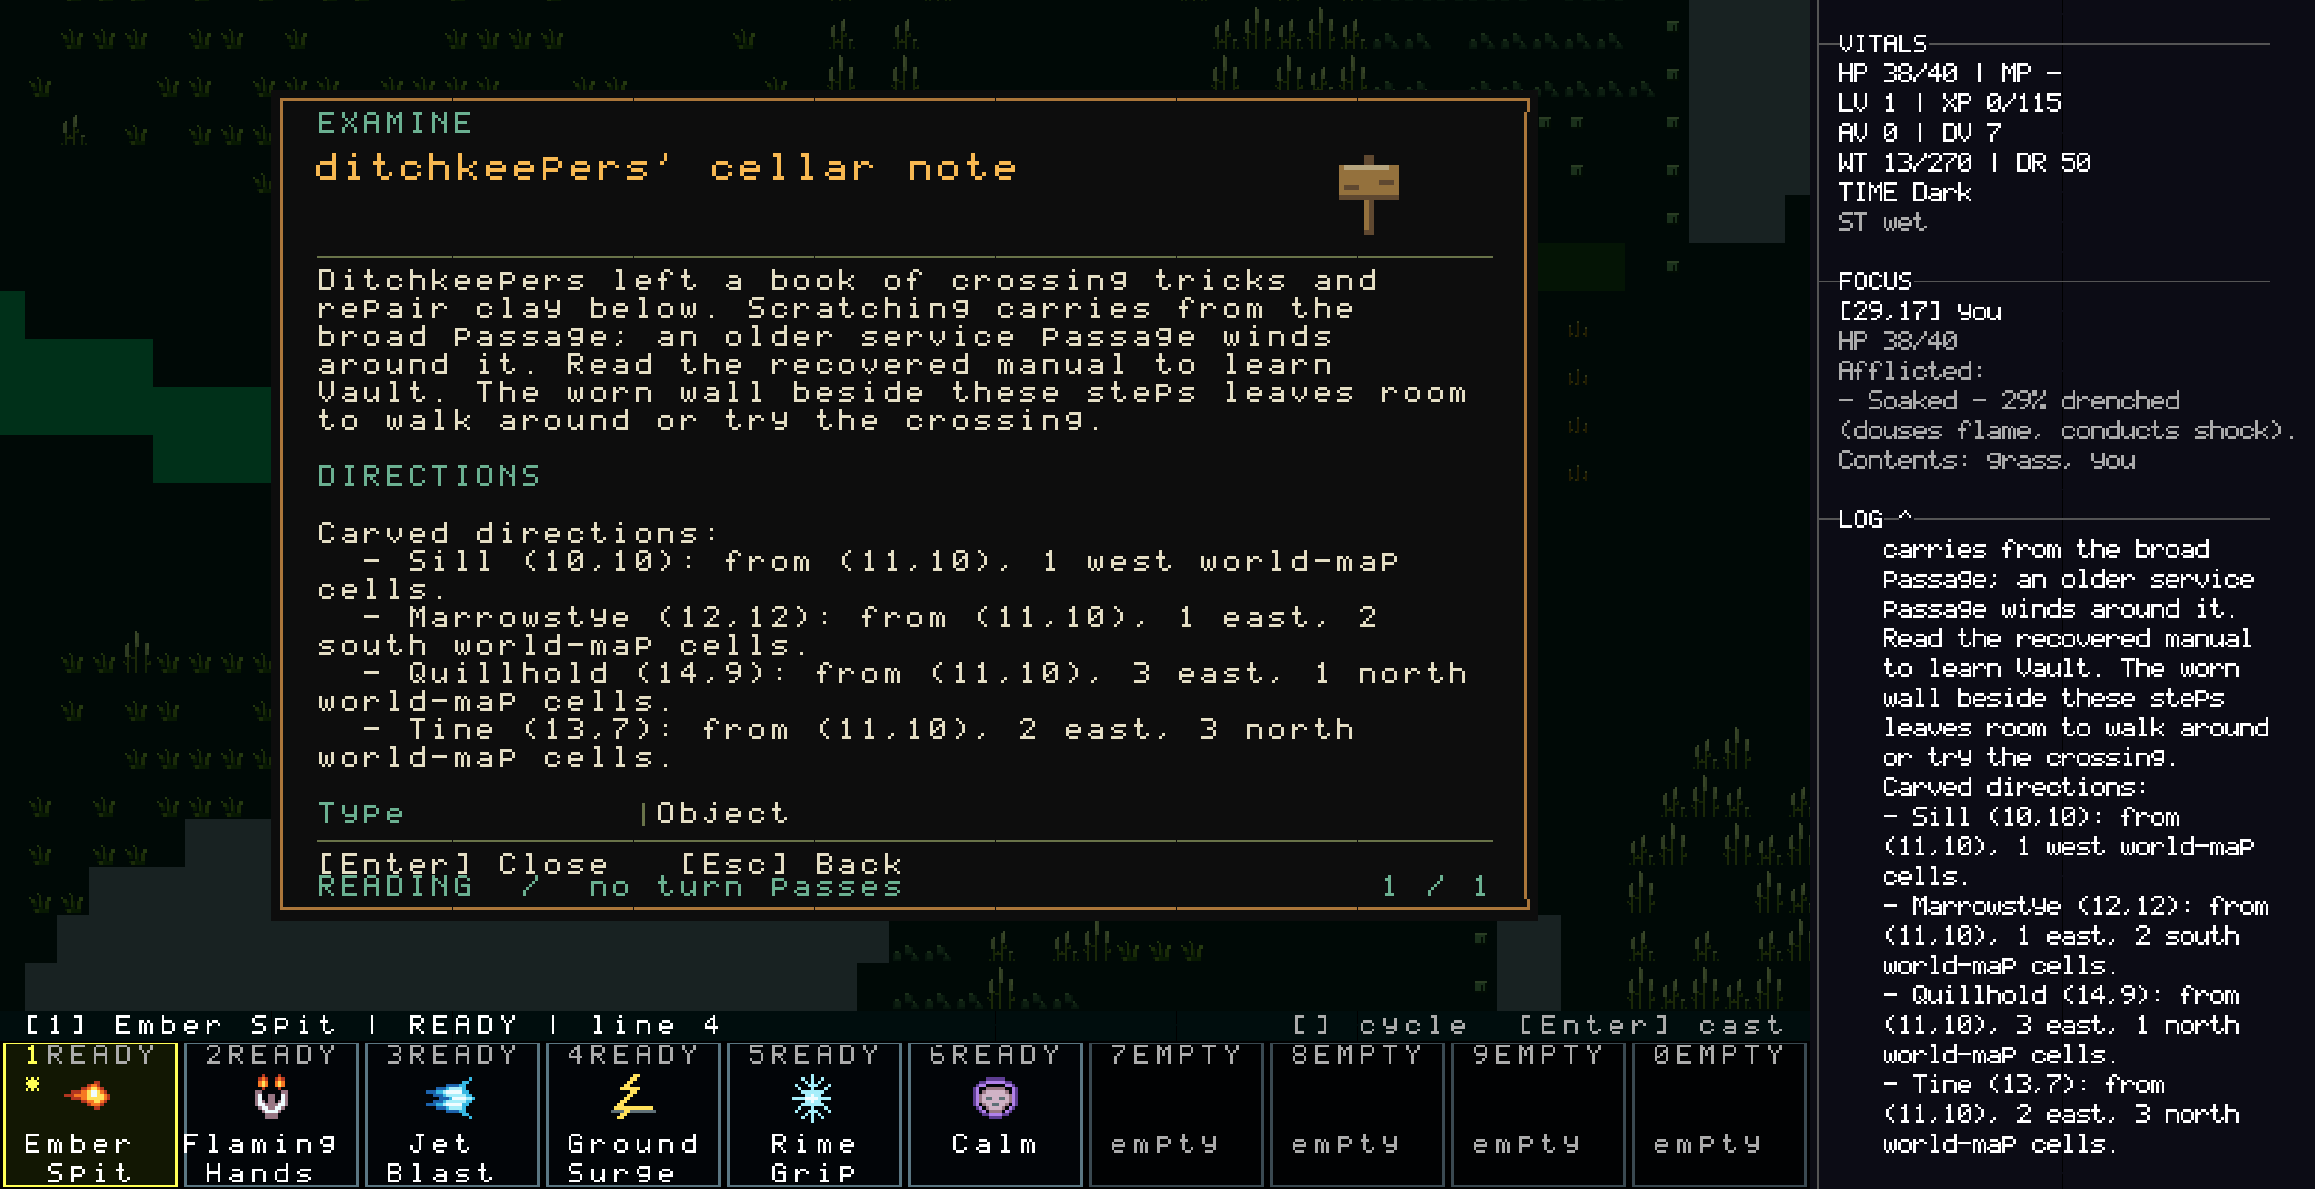 EXAMINE
ditchkeepers' cellar note
Ditchkeepers left a book of crossing tricks and
repair clay below. Scratching carries from the
broad passage; an older service passage winds
around it. Read the recovered manual to learn
Vault. The worn wall beside these steps leaves room
to walk around or try the crossing.
DIRECTIONS
Carved directions:
- Sill (10,10): from (11,10), 1 west world-map
cells.
- Marrowstye (12,12): from (11,10), 1 east, 2
south world-map cells.
- Quillhold (14,9): from (11,10), 3 east, 1 north
world-map cells.
- Tine (13,7): from (11,10), 2 east, 3 north
world-map cells.
Type |Object
[Enter] Close [Esc] Back
READING / no turn passes 1 / 1
VITALS
HP 38/40 | MP -
LV 1 | XP 0/115
AV 0 | DV 7
WT 13/270 | DR 50
TIME Dark
ST wet
FOCUS
[29,17] you
HP 38/40
Afflicted:
- Soaked - 29% drenched
(douses flame, conducts shock).
Contents: grass, you
LOG ^
carries from the broad
passage; an older service
passage winds around it.
Read the recovered manual
to learn Vault. The worn
wall beside these steps
leaves room to walk around
or try the crossing.
Carved directions:
- Sill (10,10): from
(11,10), 1 west world-map
cells.
- Marrowstye (12,12): from
(11,10), 1 east, 2 south
world-map cells.
- Quillhold (14,9): from
(11,10), 3 east, 1 north
world-map cells.
- Tine (13,7): from
(11,10), 2 east, 3 north
world-map cells.
[1] Ember Spit | READY | line 4 [] cycle [Enter] cast
1READY 2READY 3READY 4READY 5READY 6READY 7EMPTY 8EMPTY 9EMPTY 0EMPTY
Ember Flaming Jet Ground Rime Calm empty empty empty empty
Spit Hands Blast Surge Grip